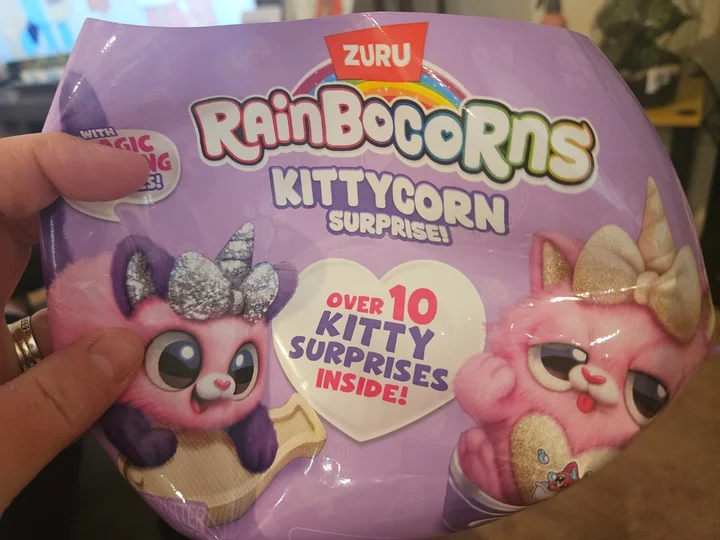 ZURU
RAINBOCORNS
KITTYCORN
SURPRISE!
WITH
OVER 10
KITTY
SURPRISES
INSIDE!